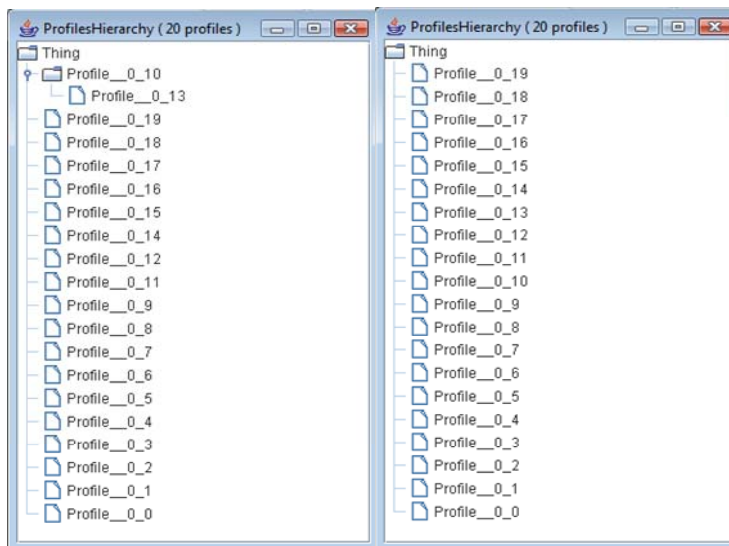 ProfilesHierarchy ( 20 profiles )
Thing
Profile__0_10
Profile__0_13
Profile__0_19
Profile__0_18
Profile__0_17
Profile__0_16
Profile__0_15
Profile__0_14
Profile__0_12
Profile__0_11
Profile__0_9
Profile__0_8
Profile__0_7
Profile__0_6
Profile__0_5
Profile__0_4
Profile__0_3
Profile__0_2
Profile__0_1
Profile__0_0
ProfilesHierarchy ( 20 profiles )
Thing
Profile__0_19
Profile__0_18
Profile__0_17
Profile__0_16
Profile__0_15
Profile__0_14
Profile__0_13
Profile__0_12
Profile__0_11
Profile__0_10
Profile__0_9
Profile__0_8
Profile__0_7
Profile__0_6
Profile__0_5
Profile__0_4
Profile__0_3
Profile__0_2
Profile__0_1
Profile__0_0